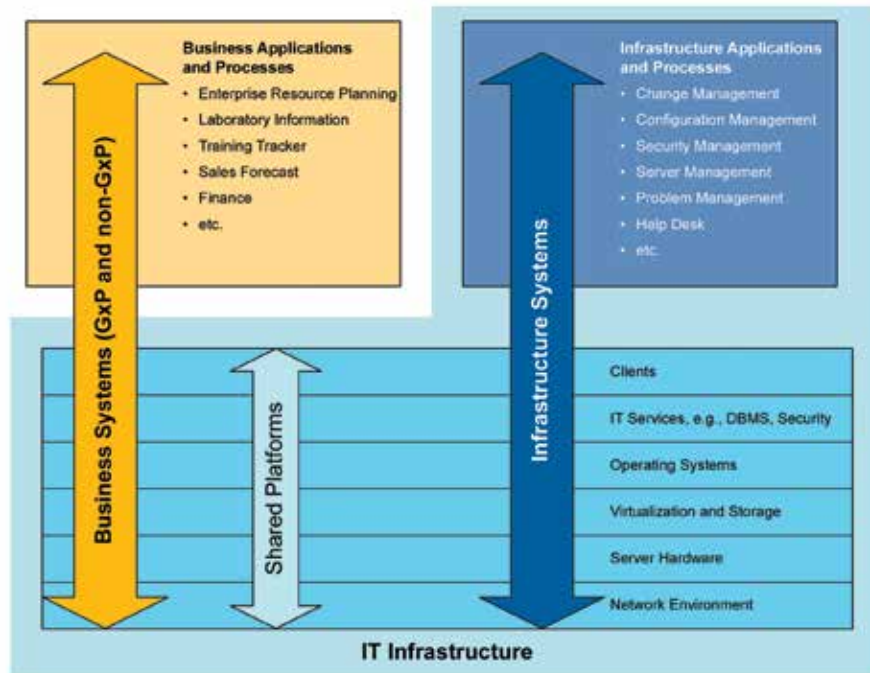 Business Applications
and Processes
• Enterprise Resource Planning
• Laboratory Information
• Training Tracker
• Sales Forecast
• Finance
• etc.
Business Systems (GxP and non-GxP)
Infrastructure Applications
and Processes
• Change Management
• Configuration Management
• Security Management
• Server Management
• Problem Management
• Help Desk
• etc.
Infrastructure Systems
Shared Platforms
Clients
IT Services, e.g., DBMS, Security
Operating Systems
Virtualization and Storage
Server Hardware
Network Environment
IT Infrastructure